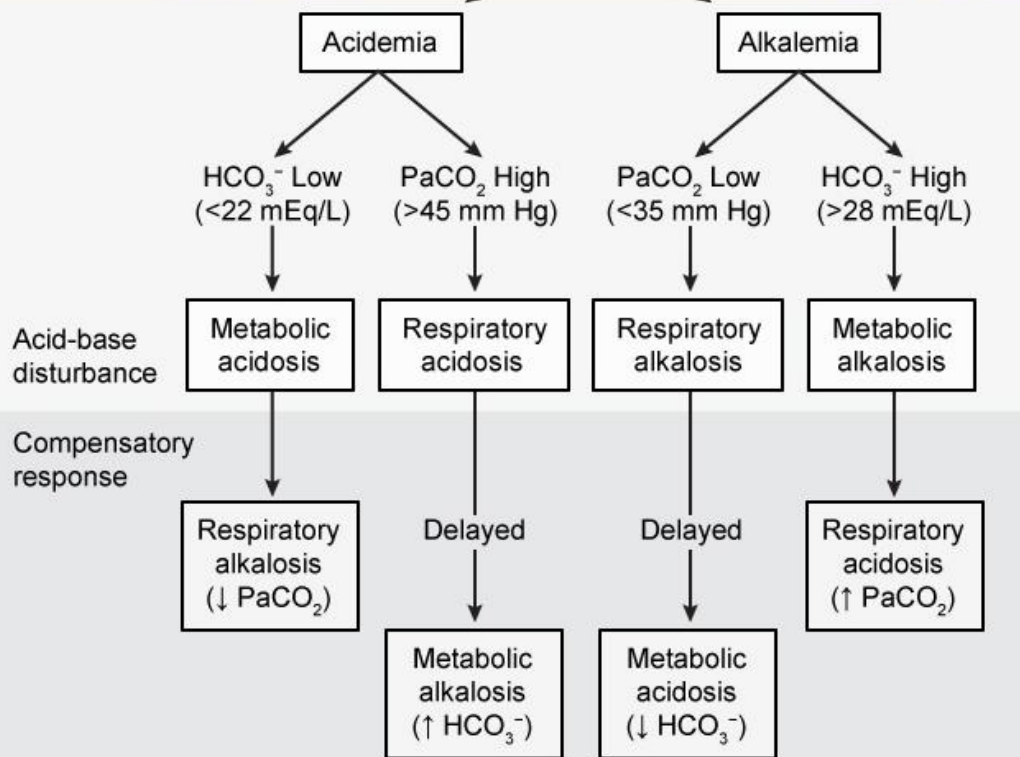 Acidemia
Alkalemia
HCO₃⁻ Low
(<22 mEq/L)
PaCO₂ High
(>45 mm Hg)
PaCO₂ Low
(<35 mm Hg)
HCO₃⁻ High
(>28 mEq/L)
Acid-base
disturbance
Metabolic
acidosis
Respiratory
acidosis
Respiratory
alkalosis
Metabolic
alkalosis
Compensatory
response
Respiratory
alkalosis
(↓ PaCO₂)
Delayed
Delayed
Respiratory
acidosis
(↑ PaCO₂)
Metabolic
alkalosis
(↑ HCO₃⁻)
Metabolic
acidosis
(↓ HCO₃⁻)